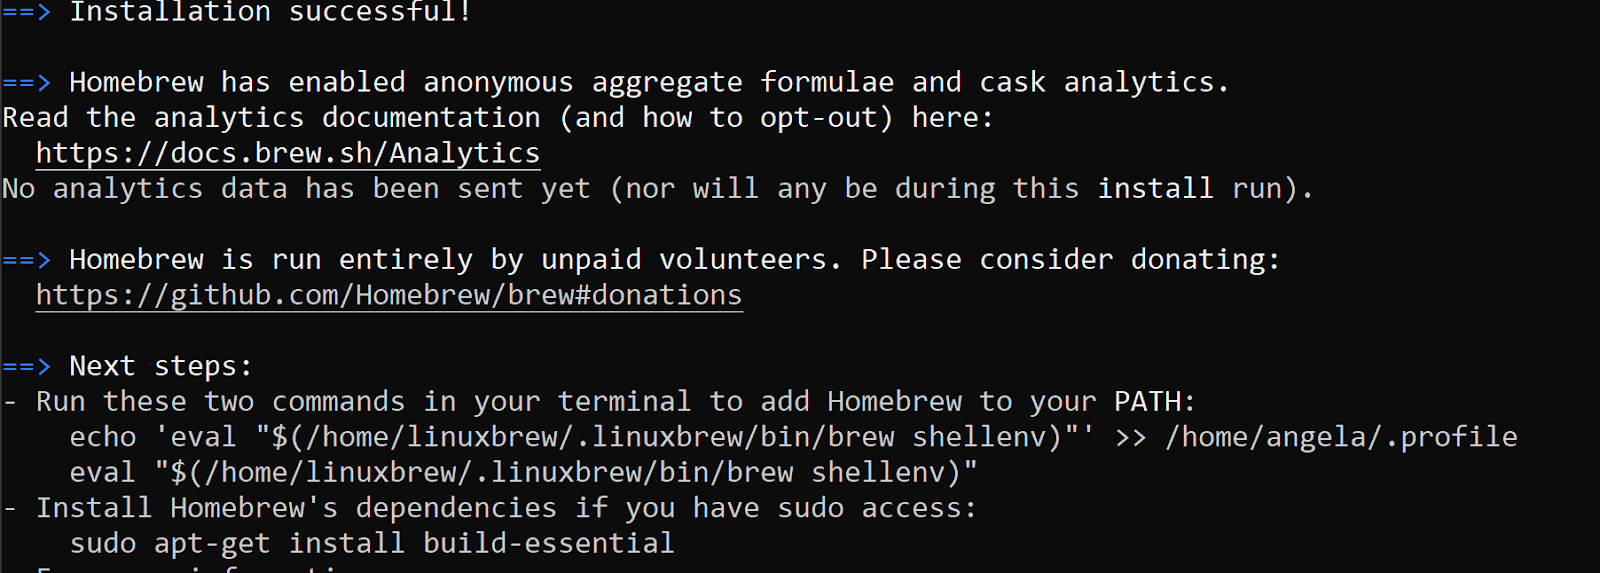 ==> Installation successful!
==> Homebrew has enabled anonymous aggregate formulae and cask analytics.
Read the analytics documentation (and how to opt-out) here:
https://docs.brew.sh/Analytics
No analytics data has been sent yet (nor will any be during this install run).
==> Homebrew is run entirely by unpaid volunteers. Please consider donating:
https://github.com/Homebrew/brew#donations
==> Next steps:
- Run these two commands in your terminal to add Homebrew to your PATH:
echo 'eval "$(/home/linuxbrew/.linuxbrew/bin/brew shellenv)"' >> /home/angela/.profile
eval "$(/home/linuxbrew/.linuxbrew/bin/brew shellenv)"
- Install Homebrew's dependencies if you have sudo access:
sudo apt-get install build-essential